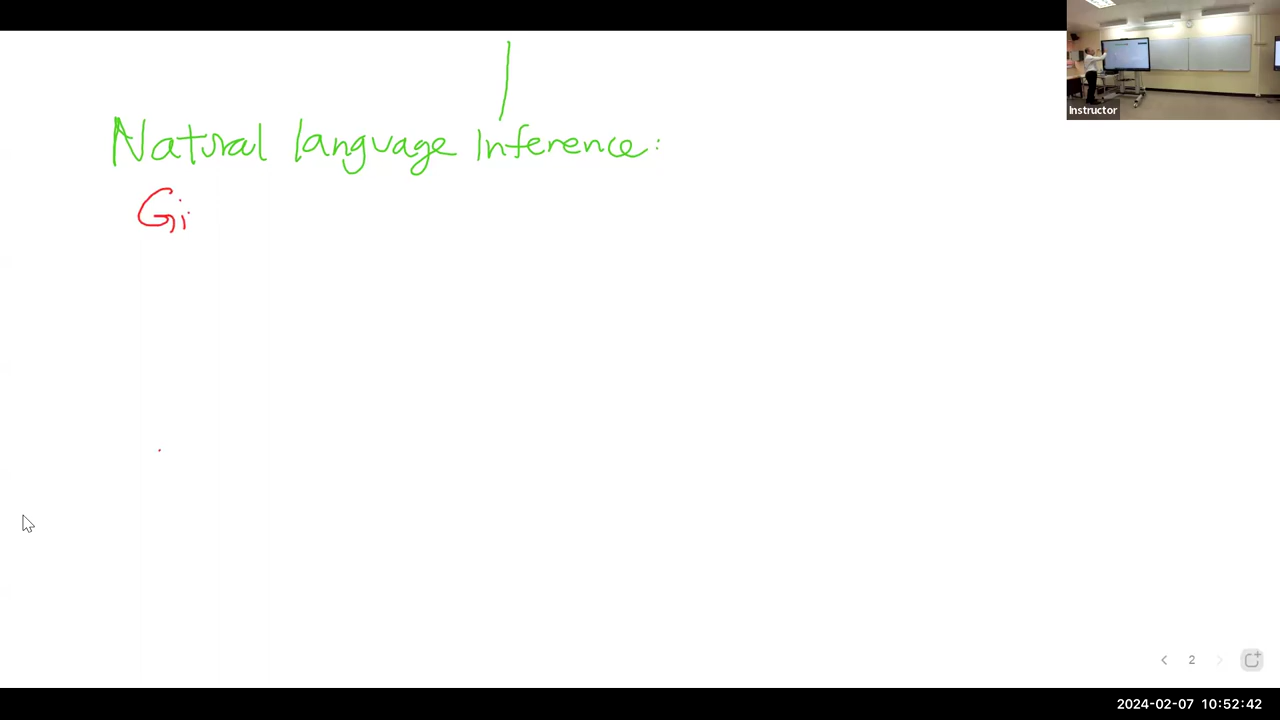 Instructor
Natural language Inference:
Gi
2
2024-02-07 10:52:42